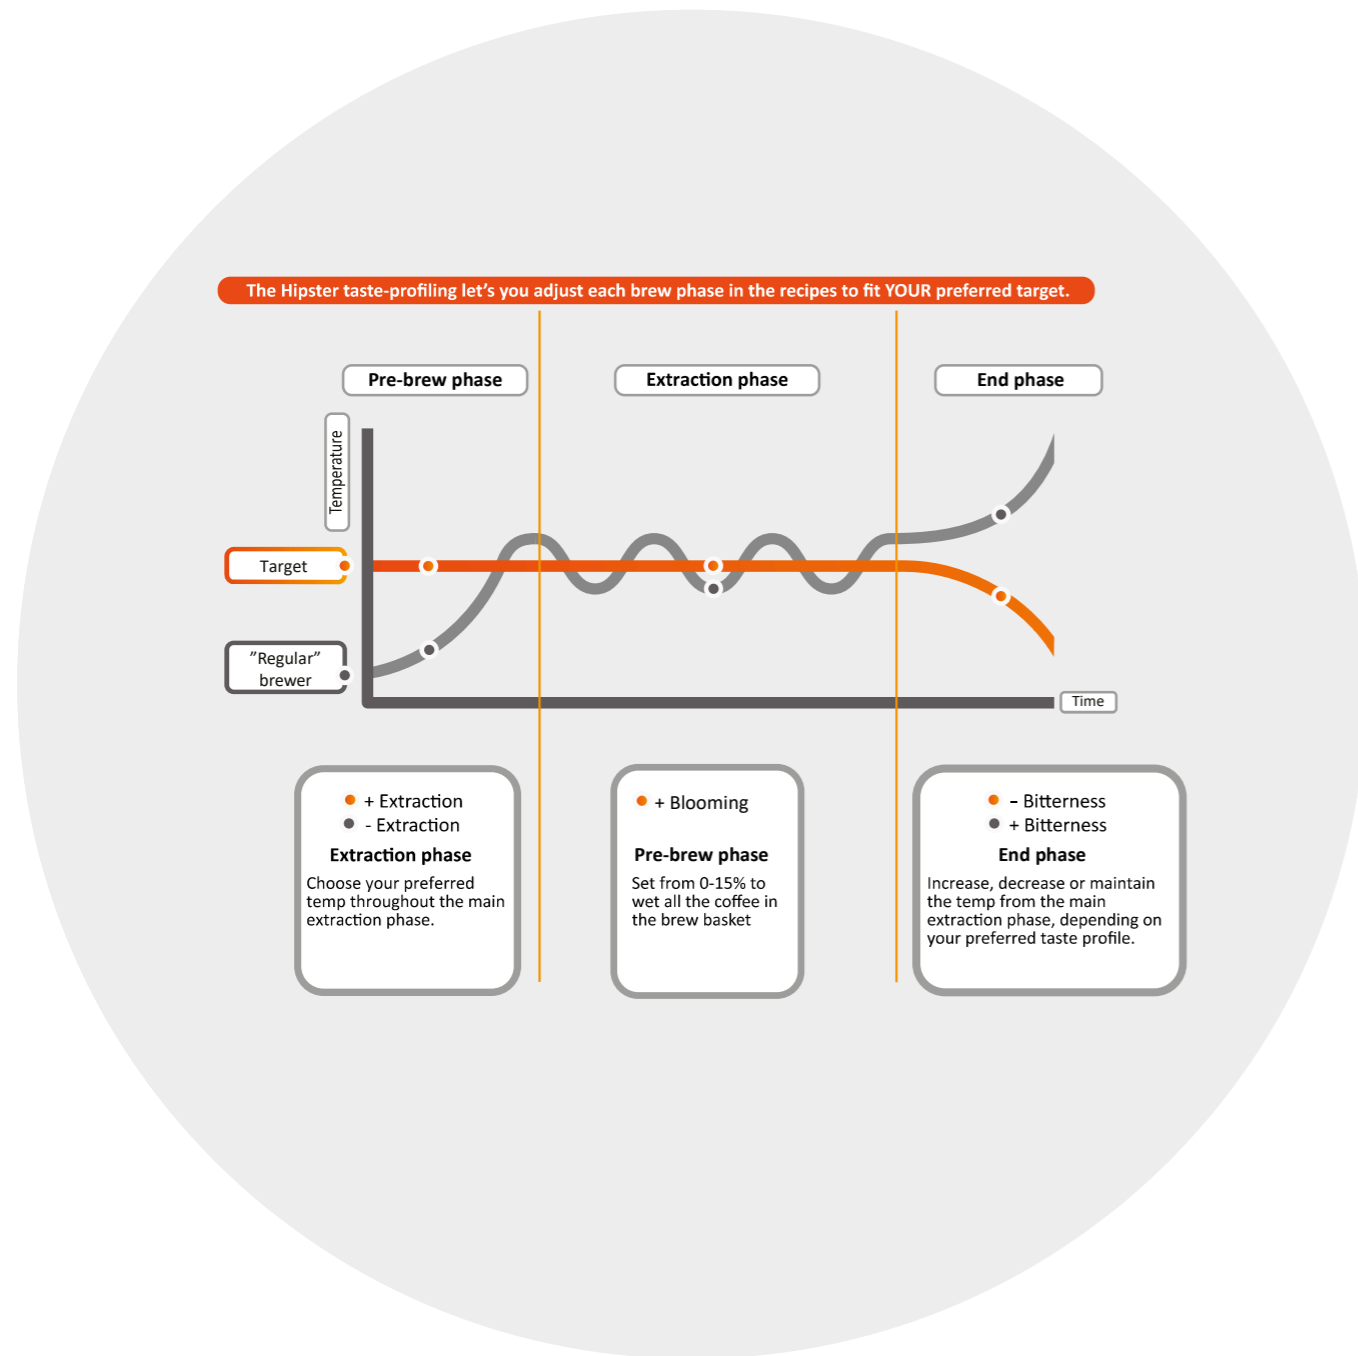 The Hipster taste-profiling let's you adjust each brew phase in the recipes to fit YOUR preferred target.
Pre-brew phase
Extraction phase
End phase
Temperature
Target
”Regular”
brewer
Time
+ Extraction
- Extraction
Extraction phase
Choose your preferred
temp throughout the main
extraction phase.
+ Blooming
Pre-brew phase
Set from 0-15% to
wet all the coffee in
the brew basket
– Bitterness
+ Bitterness
End phase
Increase, decrease or maintain
the temp from the main
extraction phase, depending on
your preferred taste profile.